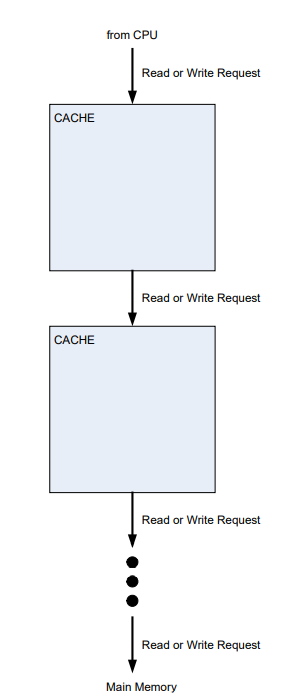 from CPU
Read or Write Request
CACHE
Read or Write Request
CACHE
Read or Write Request
Read or Write Request
Main Memory